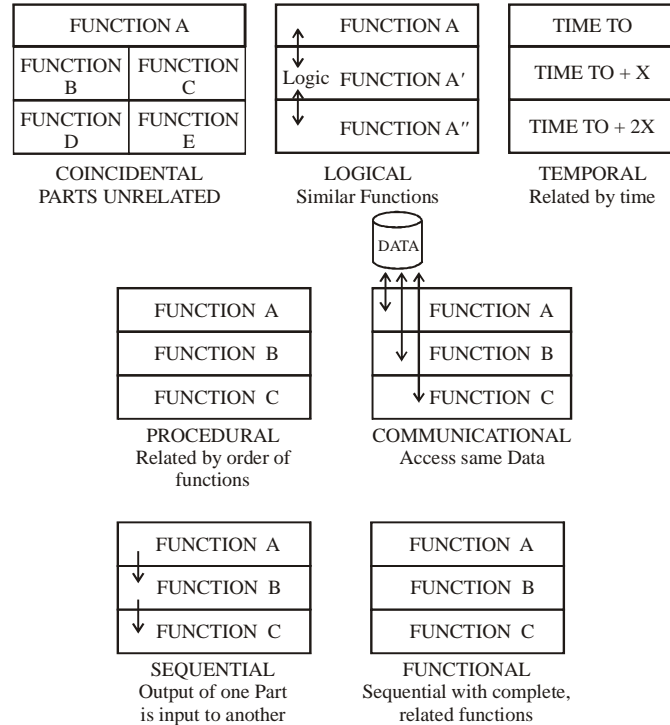 FUNCTION A
FUNCTION
B
FUNCTION
C
FUNCTION
D
FUNCTION
E
COINCIDENTAL
PARTS UNRELATED
FUNCTION A
Logic
FUNCTION A′
FUNCTION A″
LOGICAL
Similar Functions
TIME TO
TIME TO + X
TIME TO + 2X
TEMPORAL
Related by time
FUNCTION A
FUNCTION B
FUNCTION C
PROCEDURAL
Related by order of
functions
DATA
FUNCTION A
FUNCTION B
FUNCTION C
COMMUNICATIONAL
Access same Data
FUNCTION A
FUNCTION B
FUNCTION C
SEQUENTIAL
Output of one Part
is input to another
FUNCTION A
FUNCTION B
FUNCTION C
FUNCTIONAL
Sequential with complete,
related functions